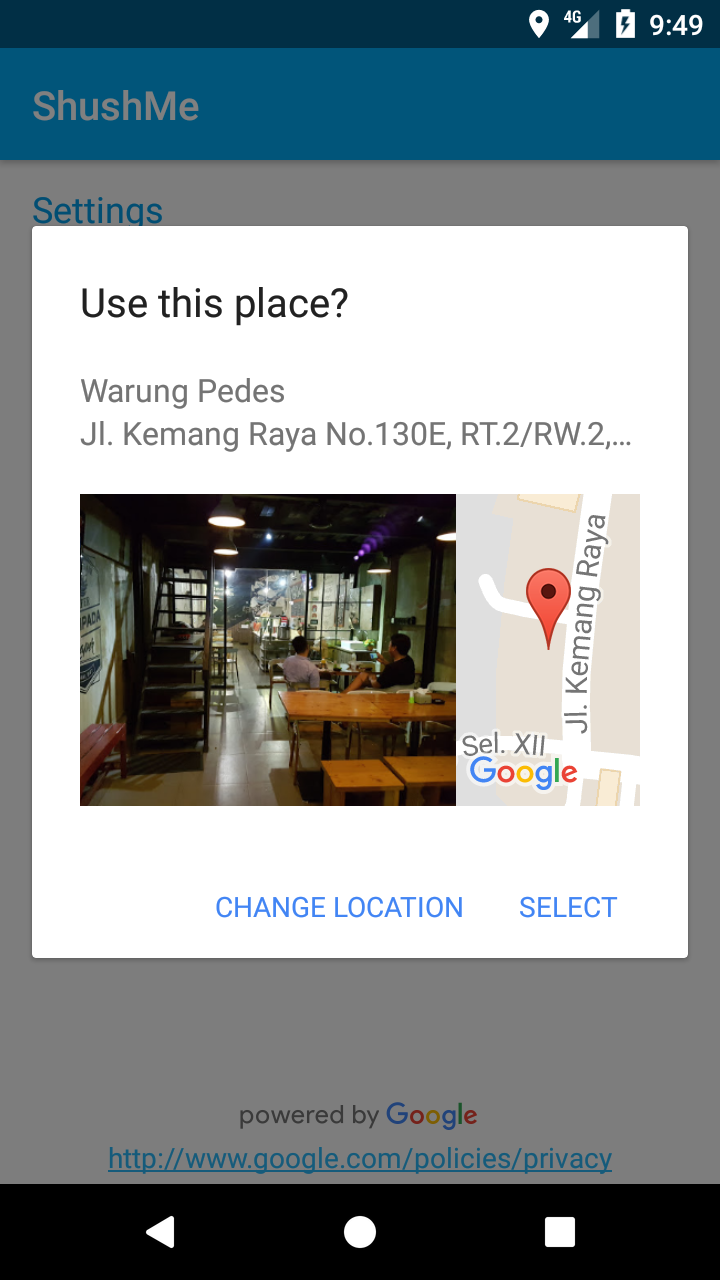 4G 9:49
ShushMe
Settings
Use this place?
Warung Pedes
Jl. Kemang Raya No.130E, RT.2/RW.2,...
Jl. Kemang Raya
Sel. XII
Google
CHANGE LOCATION SELECT
powered by Google
http://www.google.com/policies/privacy